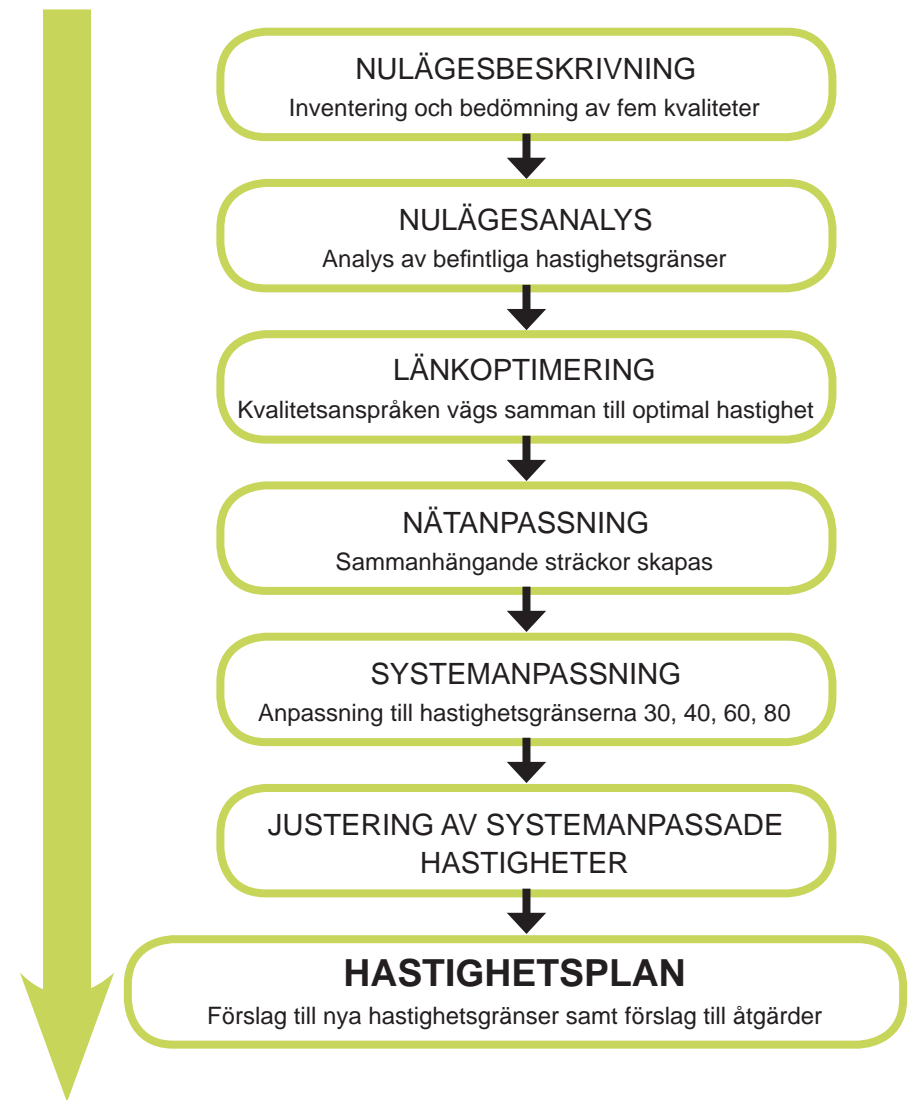 NULÄGESBESKRIVNING
Inventering och bedömning av fem kvaliteter
NULÄGESANALYS
Analys av befintliga hastighetsgränser
LÄNKOPTIMERING
Kvalitetsanspråken vägs samman till optimal hastighet
NÄTANPASSNING
Sammanhängande sträckor skapas
SYSTEMANPASSNING
Anpassning till hastighetsgränserna 30, 40, 60, 80
JUSTERING AV SYSTEMANPASSADE
HASTIGHETER
HASTIGHETSPLAN
Förslag till nya hastighetsgränser samt förslag till åtgärder